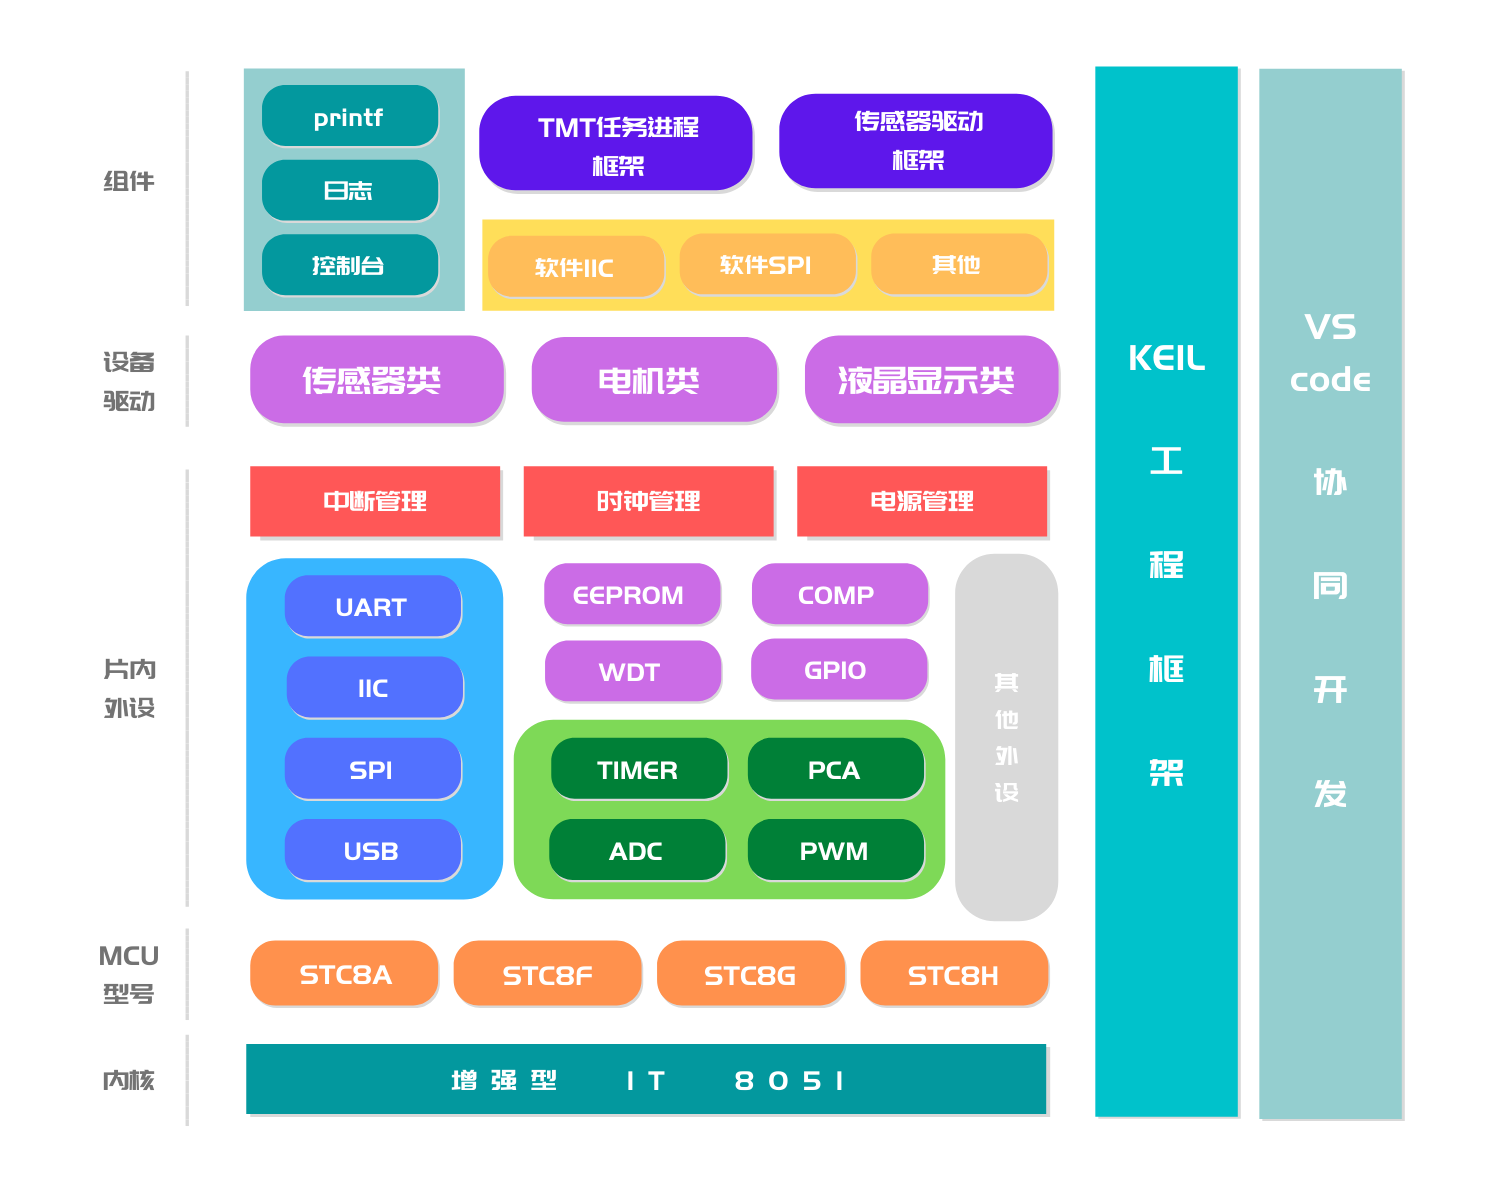 组件
printf
日志
控制台
TMT任务进程
框架
传感器驱动
框架
软件IIC
软件SPI
其他
设备
驱动
传感器类
电机类
液晶显示类
片内
外设
中断管理
时钟管理
电源管理
UART
IIC
SPI
USB
EEPROM
COMP
WDT
GPIO
TIMER
PCA
ADC
PWM
其
他
外
设
MCU
型号
STC8A
STC8F
STC8G
STC8H
内核
增强型 1T 8051
KEIL
工
程
框
架
VS
code
协
同
开
发